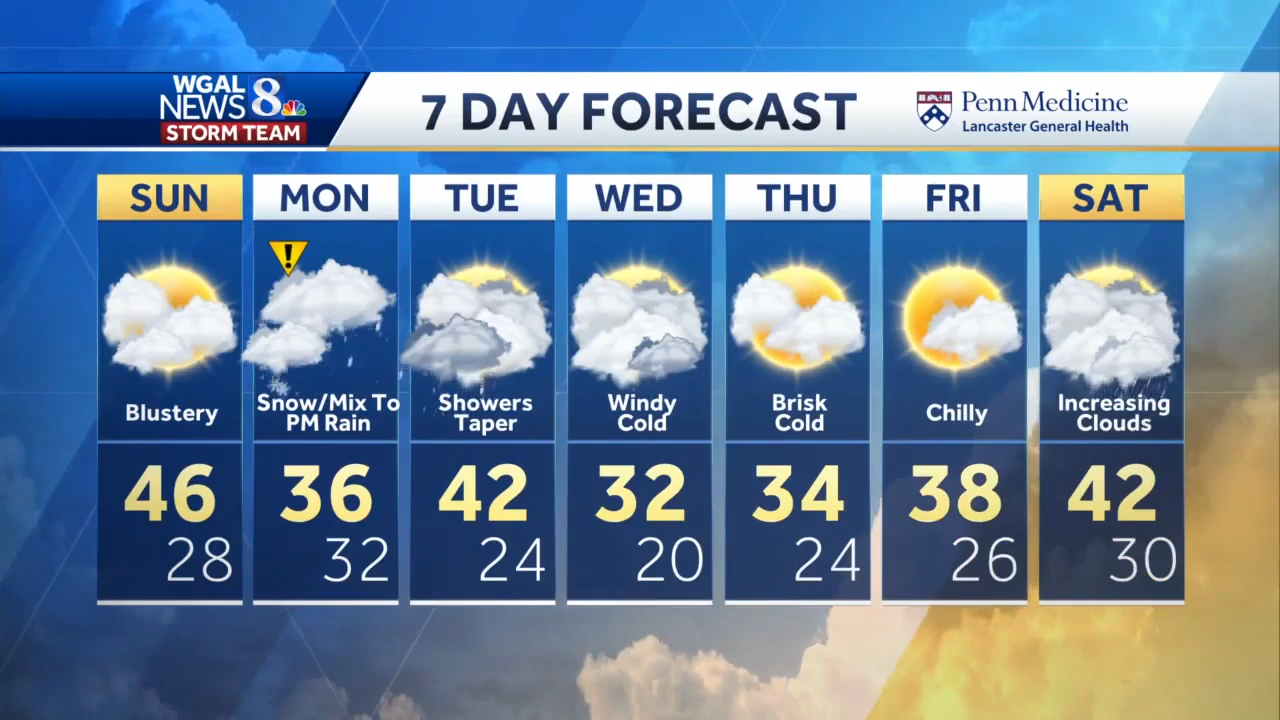 WGAL
NEWS 8
STORM TEAM
7 DAY FORECAST
Penn Medicine
Lancaster General Health
SUN
MON
TUE
WED
THU
FRI
SAT
!
Blustery
Snow/Mix To
PM Rain
Showers
Taper
Windy
Cold
Brisk
Cold
Chilly
Increasing
Clouds
46
36
42
32
34
38
42
28
32
24
20
24
26
30